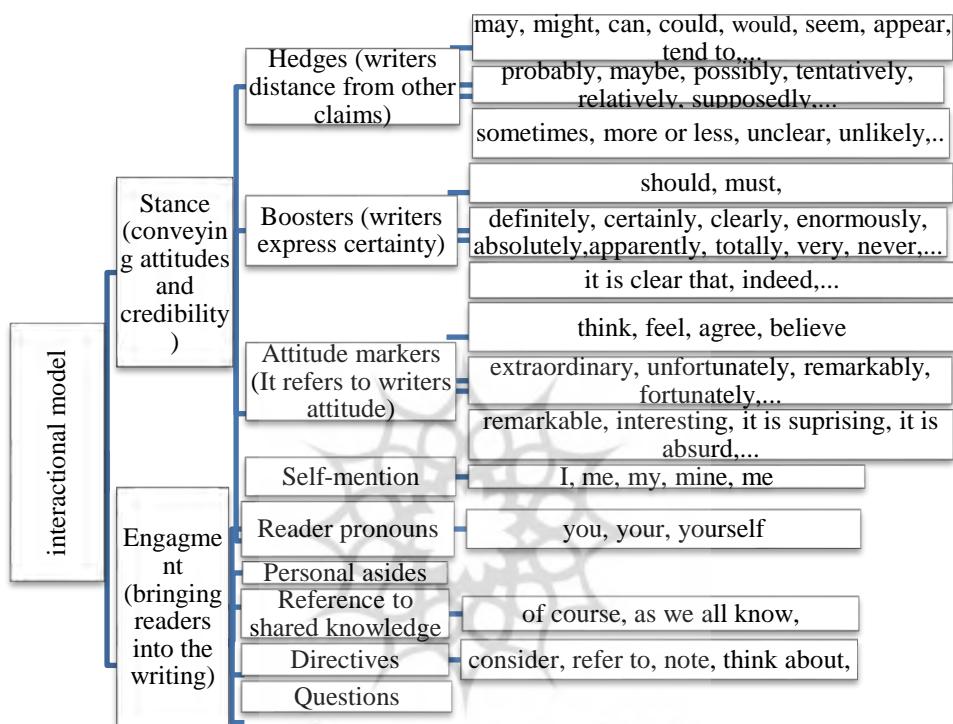 interactional model
Stance
(conveyin
g attitudes
and
credibility
)
Hedges (writers
distance from other
claims)
may, might, can, could, would, seem, appear,
tend to,...
probably, maybe, possibly, tentatively,
relatively, supposedly,...
sometimes, more or less, unclear, unlikely,..
Boosters (writers
express certainty)
should, must,
definitely, certainly, clearly, enormously,
absolutely,apparently, totally, very, never,...
it is clear that, indeed,...
Attitude markers
(It refers to writers
attitude)
think, feel, agree, believe
extraordinary, unfortunately, remarkably,
fortunately,...
remarkable, interesting, it is suprising, it is
absurd,...
Self-mention
I, me, my, mine, me
Engagme
nt
(bringing
readers
into the
writing)
Reader pronouns
you, your, yourself
Personal asides
Reference to
shared knowledge
of course, as we all know,
Directives
consider, refer to, note, think about,
Questions